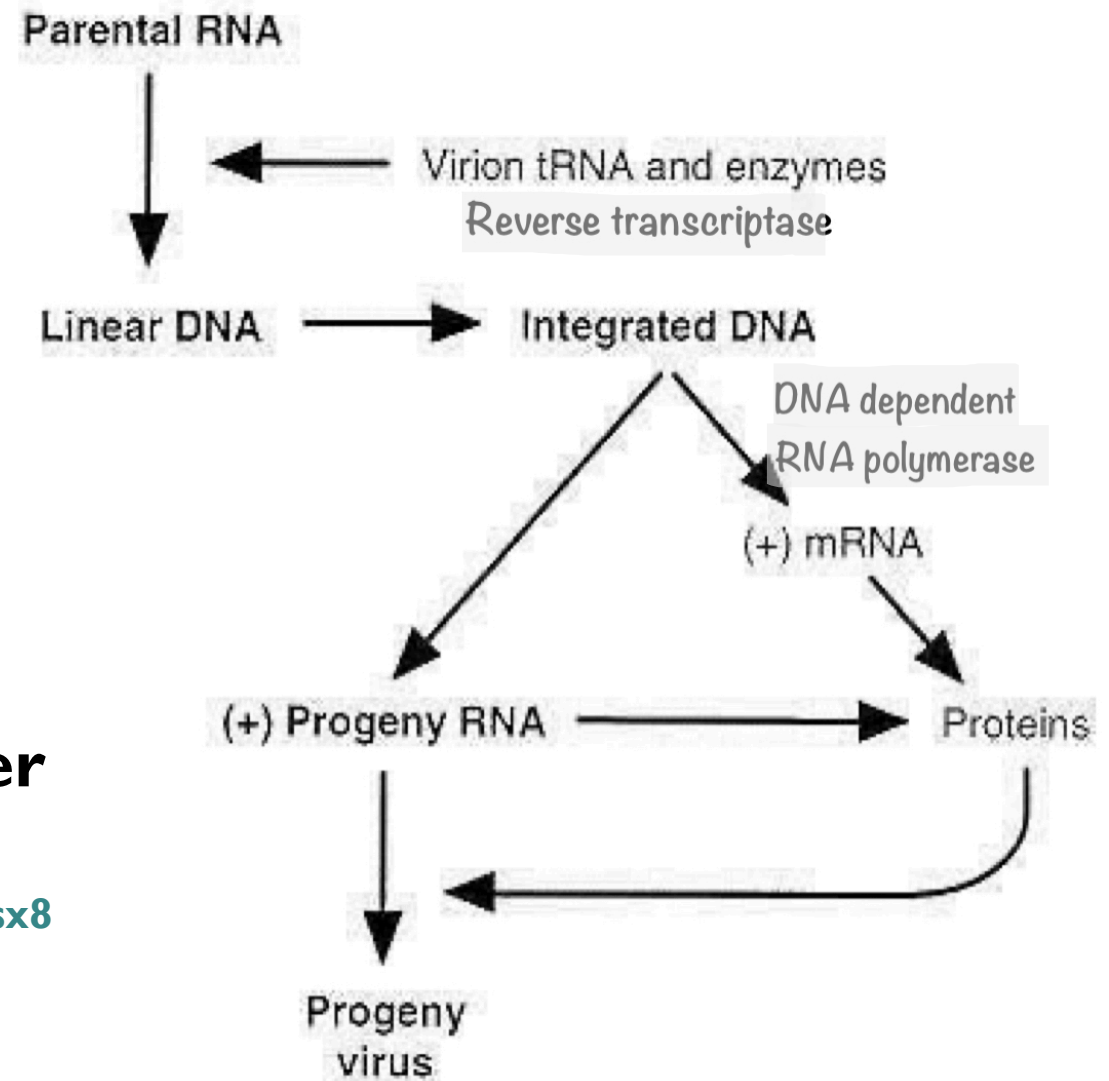 Parental RNA
Virion tRNA and enzymes
Reverse transcriptase
Linear DNA
Integrated DNA
DNA dependent
RNA polymerase
(+) mRNA
(+) Progeny RNA
Proteins
er
sx8
Progeny
virus